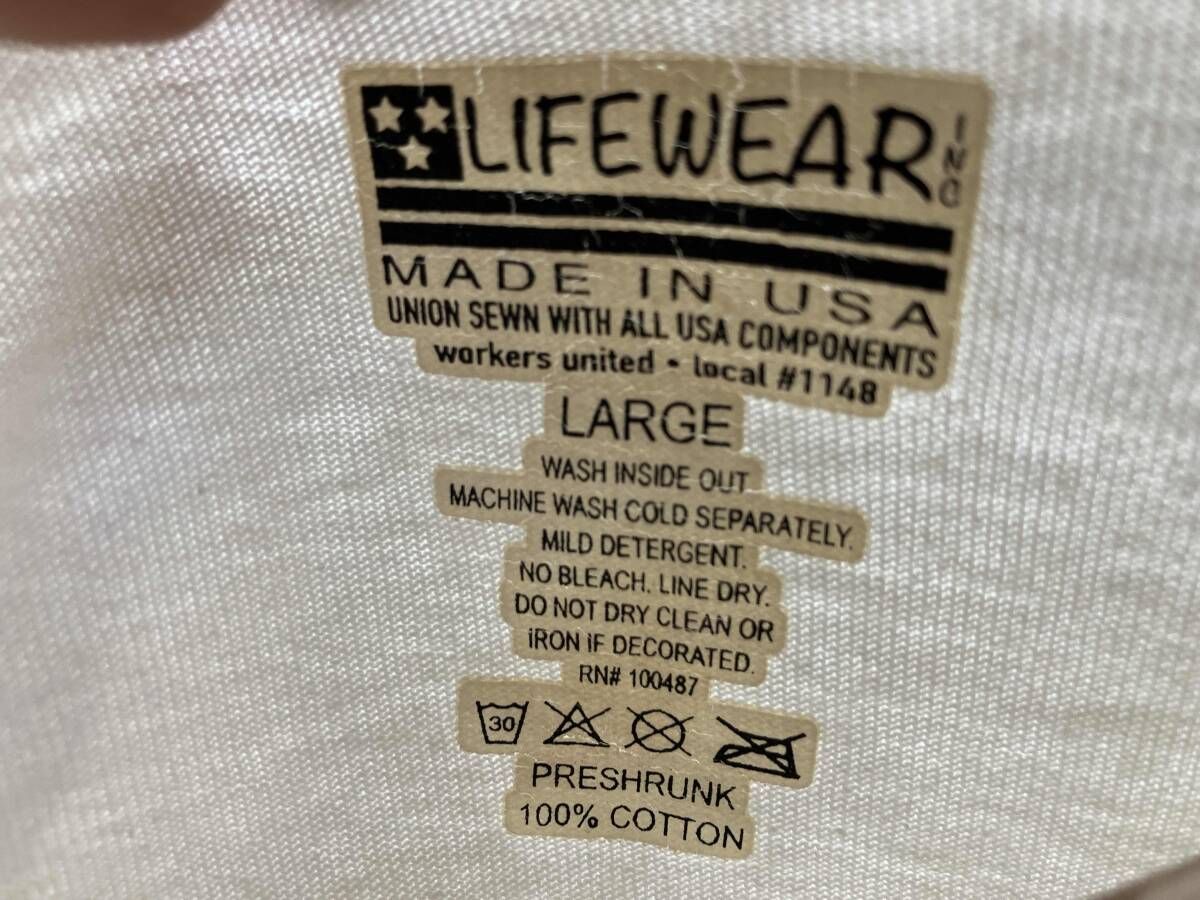 LIFEWEAR INC
MADE IN USA
UNION SEWN WITH ALL USA COMPONENTS
workers united • local #1148
LARGE
WASH INSIDE OUT
MACHINE WASH COLD SEPARATELY.
MILD DETERGENT.
NO BLEACH. LINE DRY.
DO NOT DRY CLEAN OR
iRON iF DECORATED.
RN# 100487
30
PRESHRUNK
100% COTTON